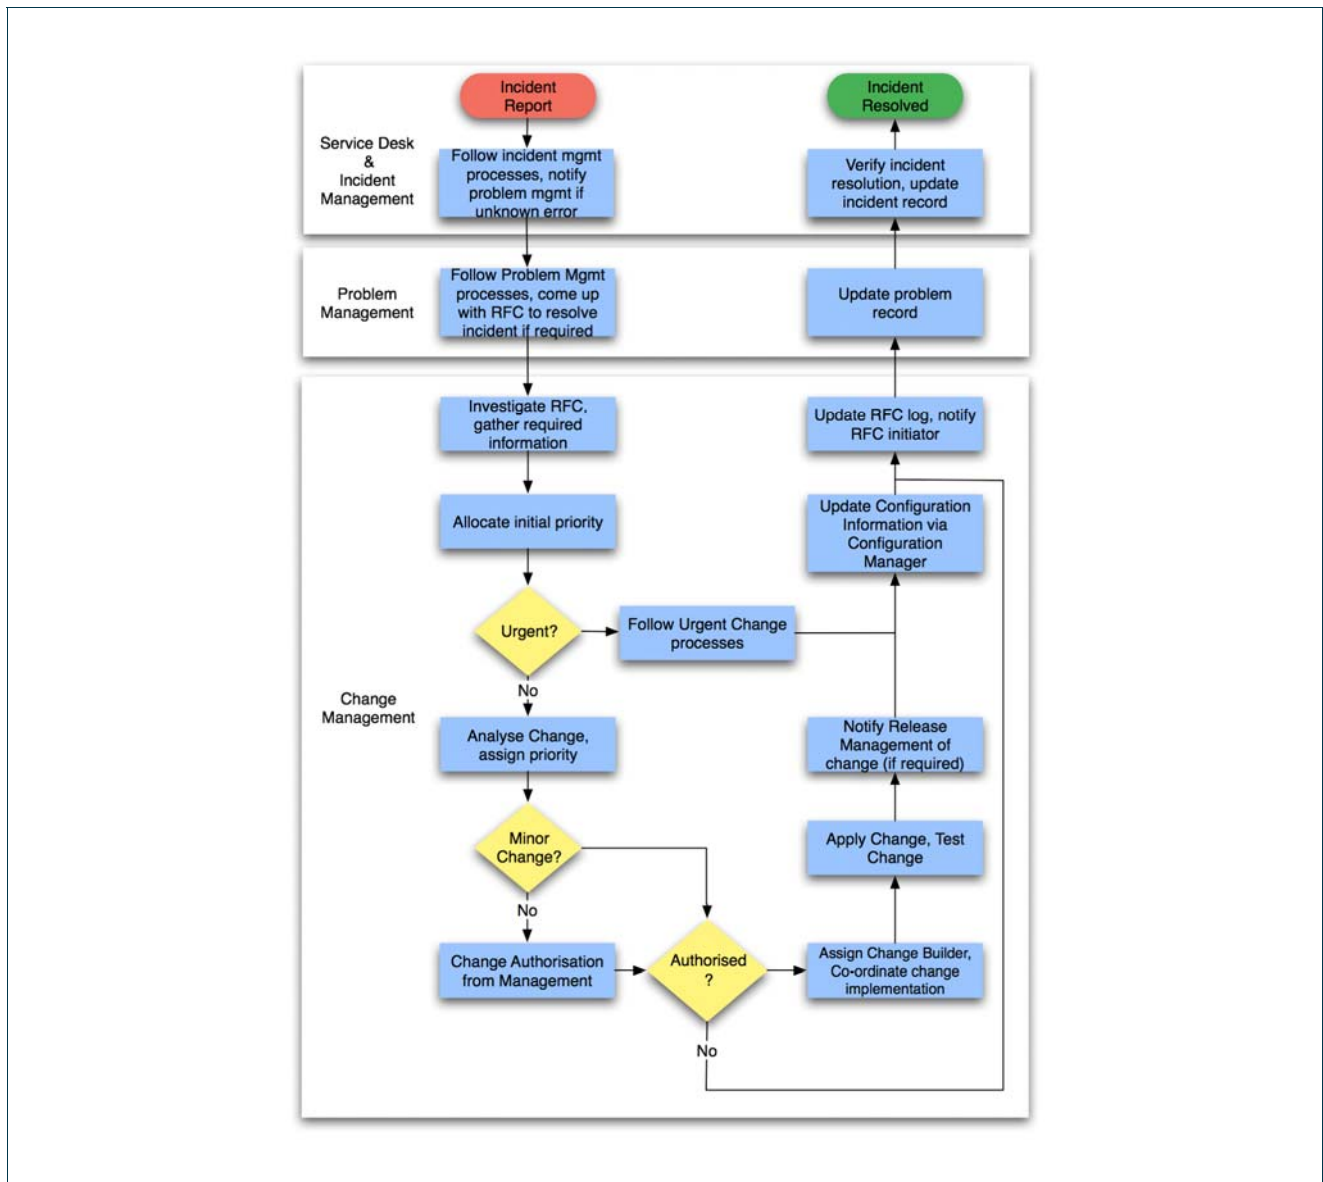 Incident
Report
Incident
Resolved
Service Desk
&
Incident
Management
Follow incident mgmt
processes, notify
problem mgmt if
unknown error
Verify incident
resolution, update
incident record
Problem
Management
Follow Problem Mgmt
processes, come up
with RFC to resolve
incident if required
Update problem
record
Investigate RFC,
gather required
information
Update RFC log, notify
RFC initiator
Allocate initial priority
Update Configuration
Information via
Configuration
Manager
Urgent?
Follow Urgent Change
processes
No
Change
Management
Analyse Change,
assign priority
Notify Release
Management of
change (if required)
Minor
Change?
Apply Change, Test
Change
No
Change Authorisation
from Management
Authorised
?
Assign Change Builder,
Co-ordinate change
implementation
No